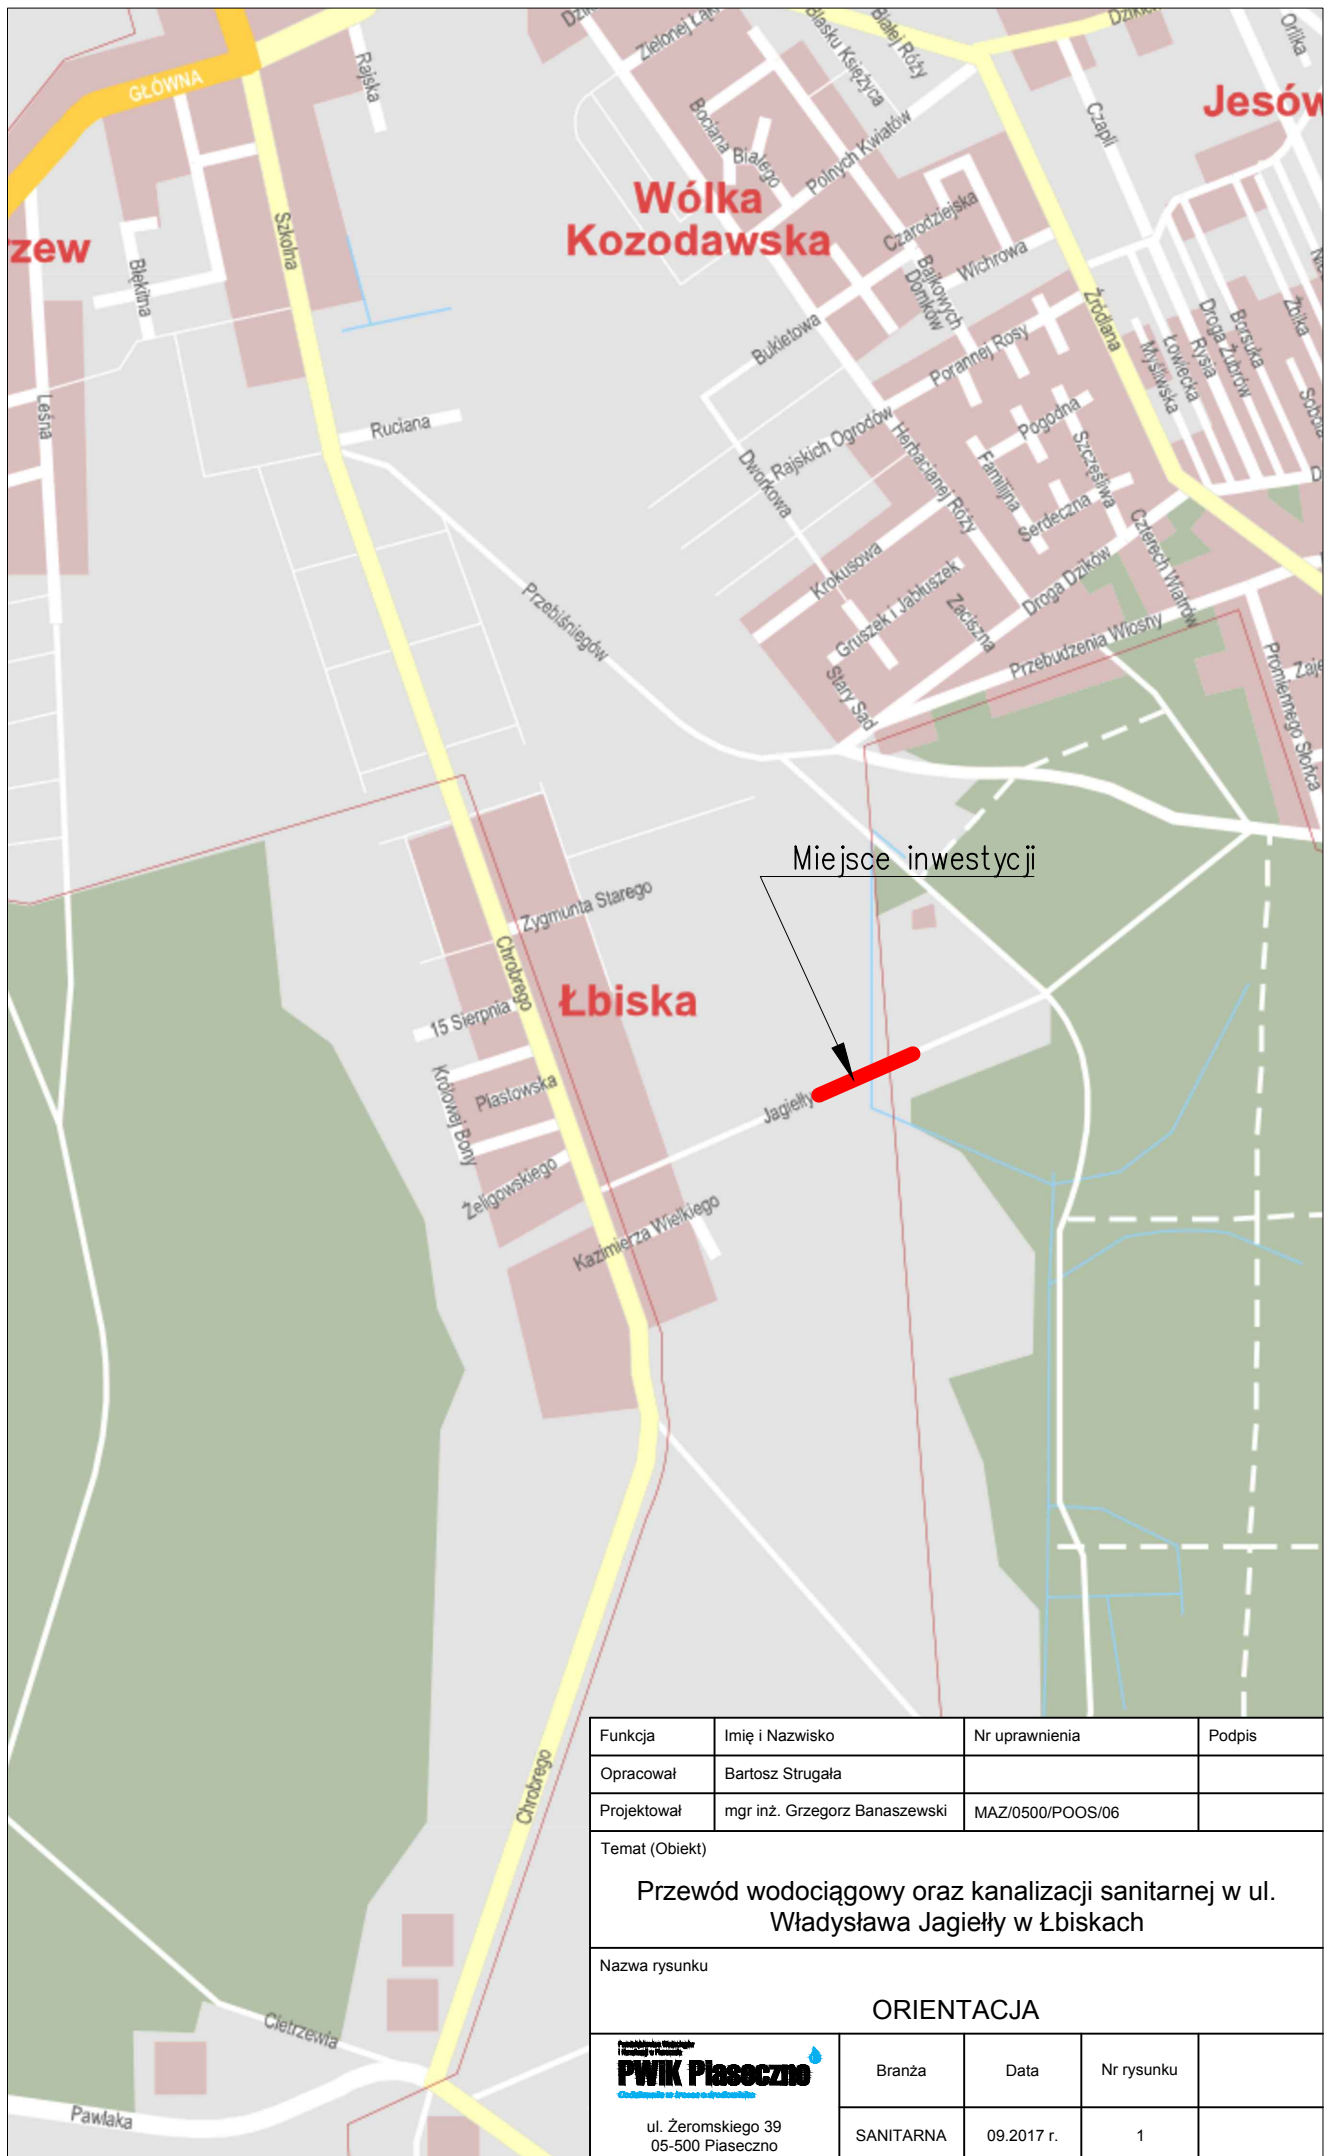 GŁÓWNA
Rajska
Zielonej Łąki
Blasku Księżyca
Białej Róży
Orlika
Czapli
Jesów
Bociana Białego
Polnych Kwiatów
Wólka
Kozodawska
zew
Szkolna
Błękitna
Czarodziejska
Wichrowa
Bajkowych
Domków
Źródlana
Bukietowa
Porannej Rosy
Myśliwska
Łowiecka
Rysia
Droga Żubrów
Borsuka
Żbika
Leśna
Ruciana
Rajskich Ogrodów
Herbacianej Róży
Pogodna
Szczęśliwa
Familijna
Serdeczna
Dworkowa
Czterech Wiatrów
Krokusowa
Gruszek i Jabłuszek
Zaciszna
Droga Dzików
Przebiśniegów
Przebudzenia Wiosny
Stary Sad
Promiennego Słońca
Zaję
Miejsce inwestycji
Zygmunta Starego
Chrobrego
Łbiska
15 Sierpnia
Królowej Bony
Piastowska
Jagiełły
Żeligowskiego
Kazimierza Wielkiego
Chrobrego
Cietrzewia
Pawlaka
Funkcja Imię i Nazwisko Nr uprawnienia Podpis
Opracował Bartosz Strugała
Projektował mgr inż. Grzegorz Banaszewski MAZ/0500/POOS/06
Temat (Obiekt)
Przewód wodociągowy oraz kanalizacji sanitarnej w ul.
Władysława Jagiełły w Łbiskach
Nazwa rysunku
ORIENTACJA
PWIK Piaseczno
Branża Data Nr rysunku
ul. Żeromskiego 39
05-500 Piaseczno
SANITARNA 09.2017 r. 1